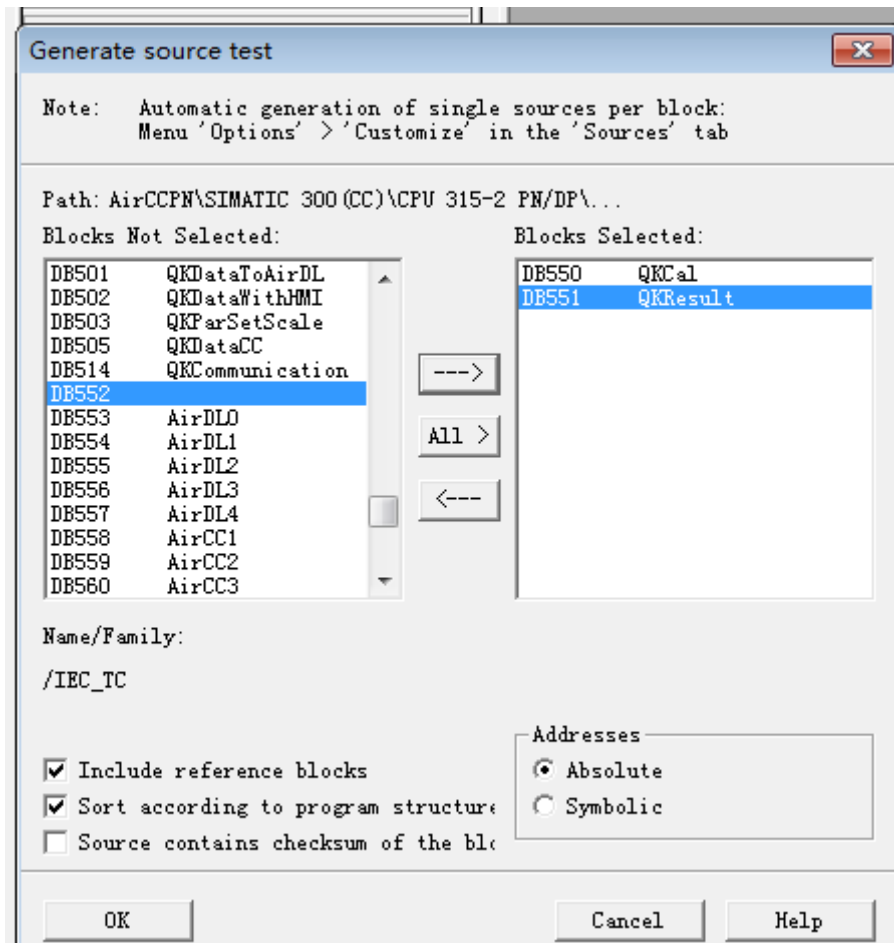 Generate source test
Note: Automatic generation of single sources per block:
Menu 'Options' > 'Customize' in the 'Sources' tab
Path: AirCCPN\SIMATIC 300(CC)\CPU 315-2 PN/DP\...
Blocks Not Selected:
DB501 QKDataToAirDL
DB502 QKDataWithHMI
DB503 QKParSetScale
DB505 QKDataCC
DB514 QKCommunication
DB552
DB553 AirDL0
DB554 AirDL1
DB555 AirDL2
DB556 AirDL3
DB557 AirDL4
DB558 AirCC1
DB559 AirCC2
DB560 AirCC3
--->
All >
<---
Blocks Selected:
DB550 QKCal
DB551 QKResult
Name/Family:
/IEC_TC
Include reference blocks
Sort according to program structure
Source contains checksum of the blo
Addresses
Absolute
Symbolic
OK
Cancel
Help